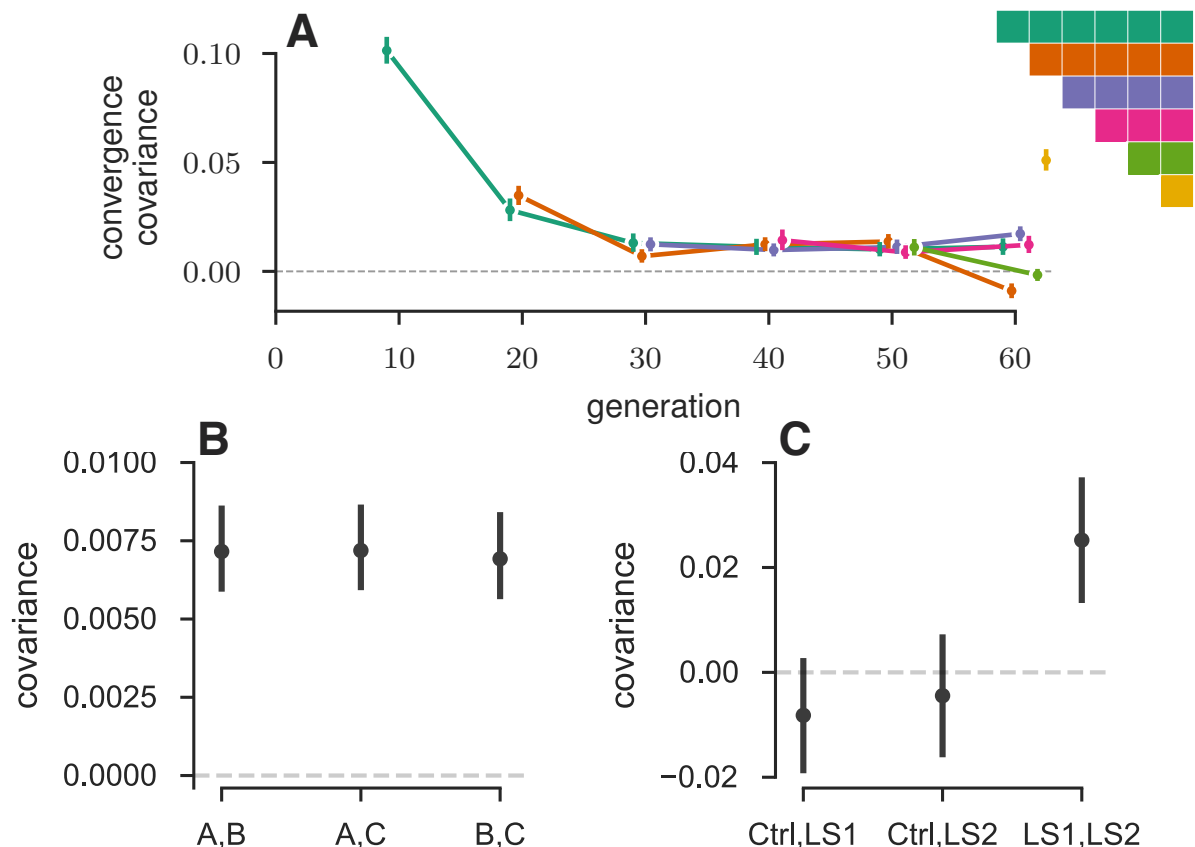 A
convergence
covariance
0.10
0.05
0.00
0 10 20 30 40 50 60
generation
B
covariance
0.0100
0.0075
0.0050
0.0025
0.0000
A,B A,C B,C
C
covariance
0.04
0.02
0.00
−0.02
Ctrl,LS1 Ctrl,LS2 LS1,LS2